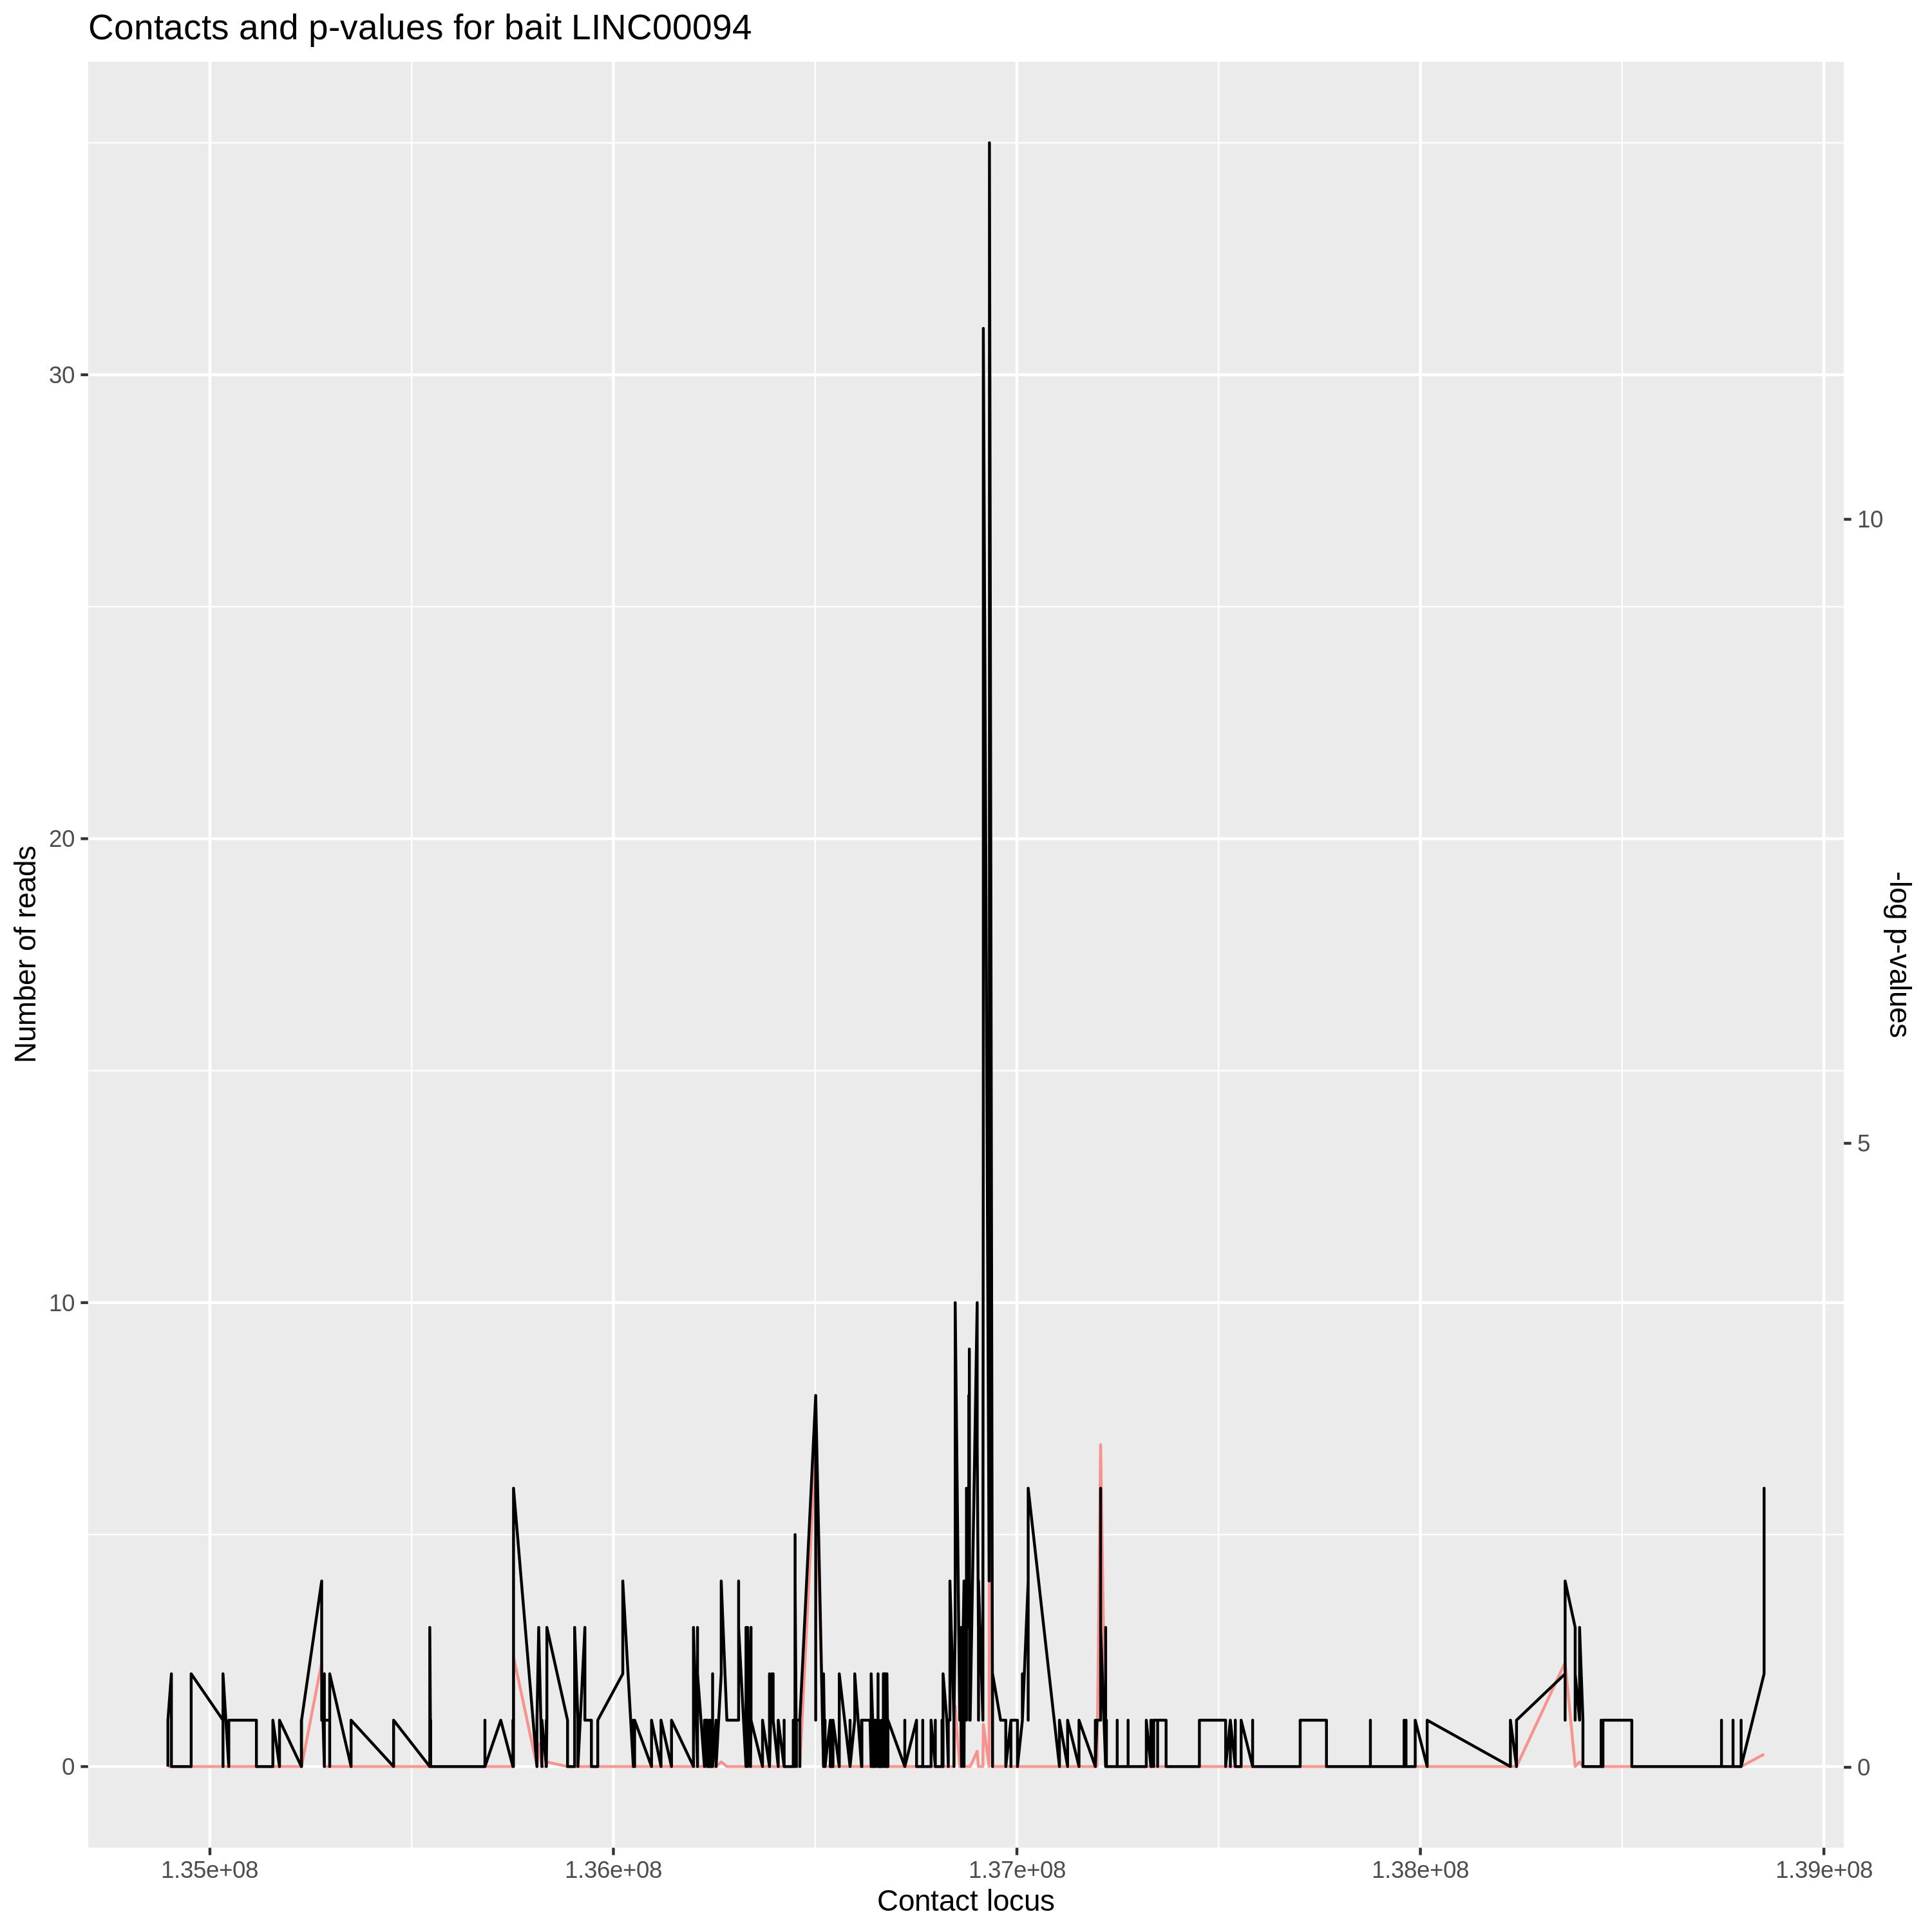 Contacts and p-values for bait LINC00094
30
20
10
0
Number of reads
10
5
0
-log p-values
1.35e+08
1.36e+08
1.37e+08
1.38e+08
1.39e+08
Contact locus